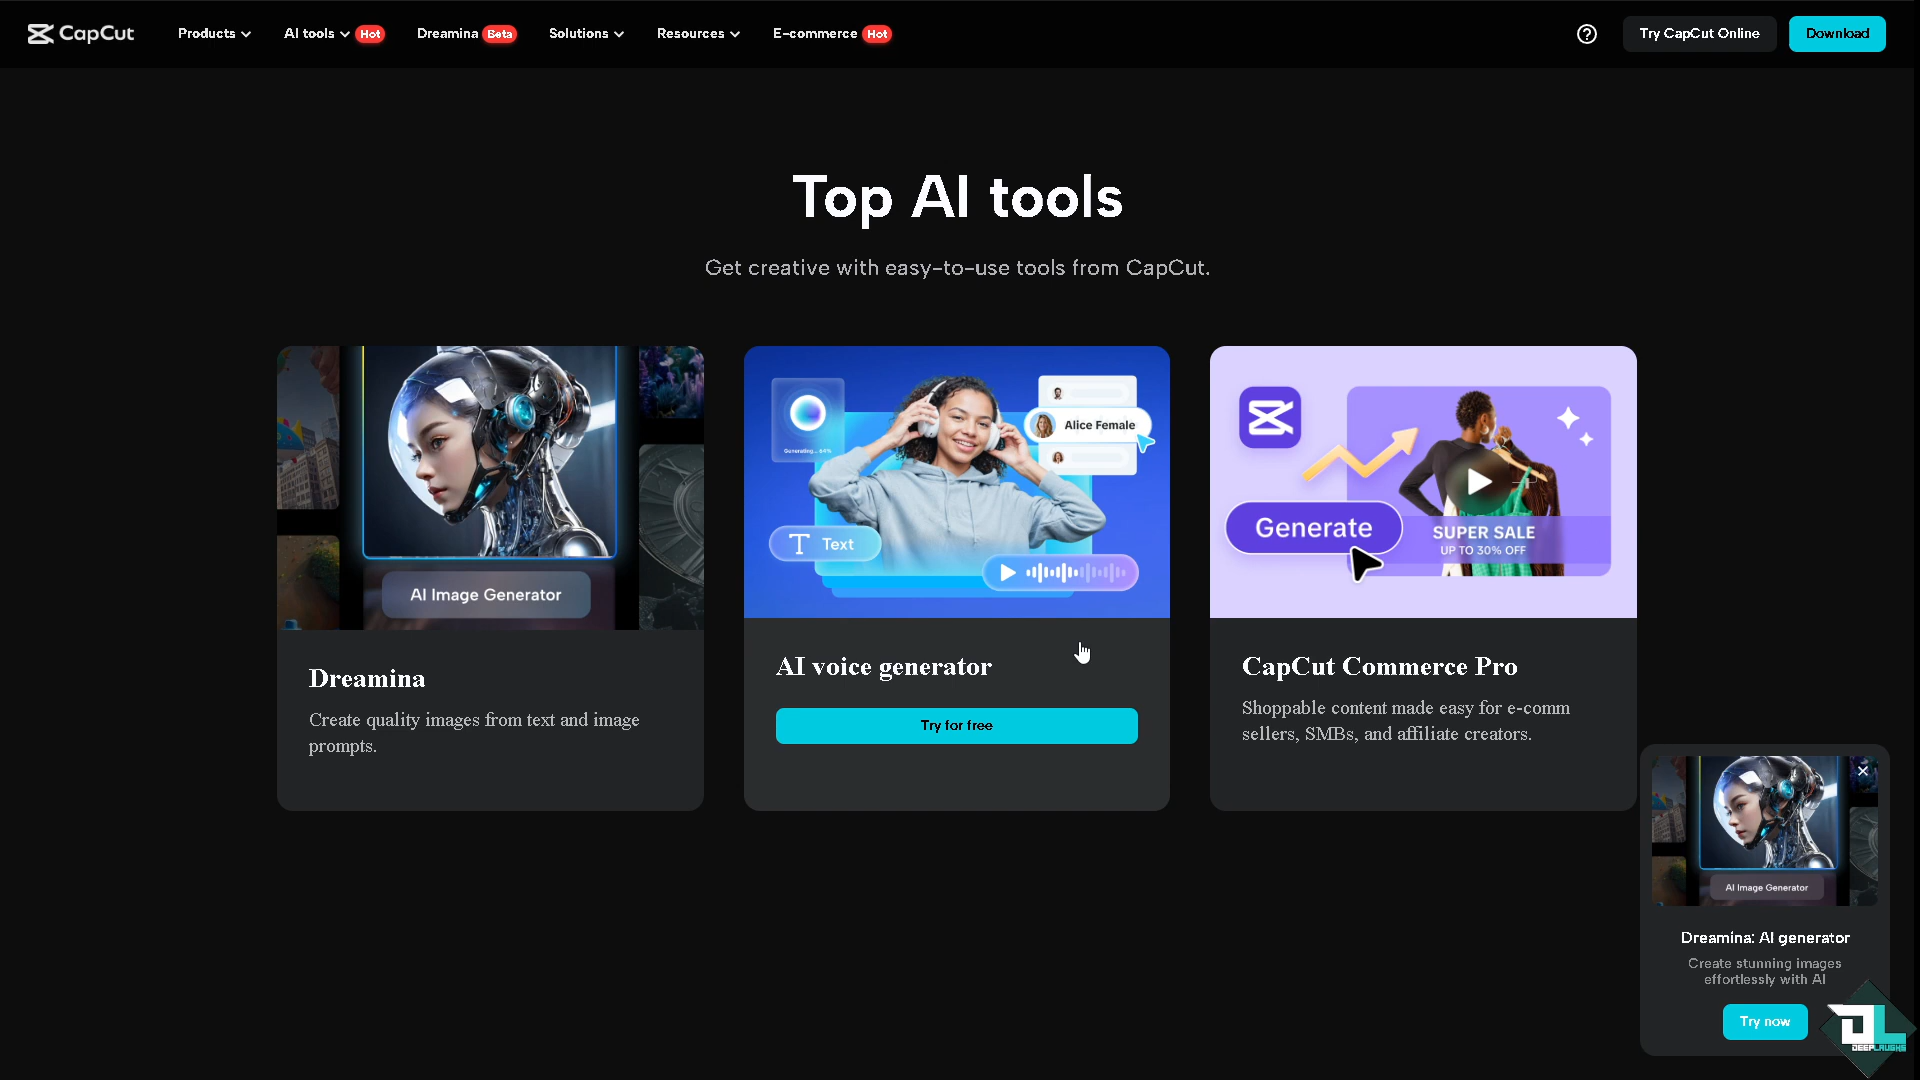 CapCut
Products
AI tools Hot
Dreamina Beta
Solutions
Resources
E-commerce Hot
Try CapCut Online
Download
Top AI tools
Get creative with easy-to-use tools from CapCut.
AI Image Generator
Dreamina
Create quality images from text and image
prompts.
Generating... 64%
Alice Female
Text
AI voice generator
Try for free
Generate
SUPER SALE
UP TO 30% OFF
CapCut Commerce Pro
Shoppable content made easy for e-comm
sellers, SMBs, and affiliate creators.
AI Image Generator
Dreamina: AI generator
Create stunning images
effortlessly with AI
Try now
DEEPLAUGHS